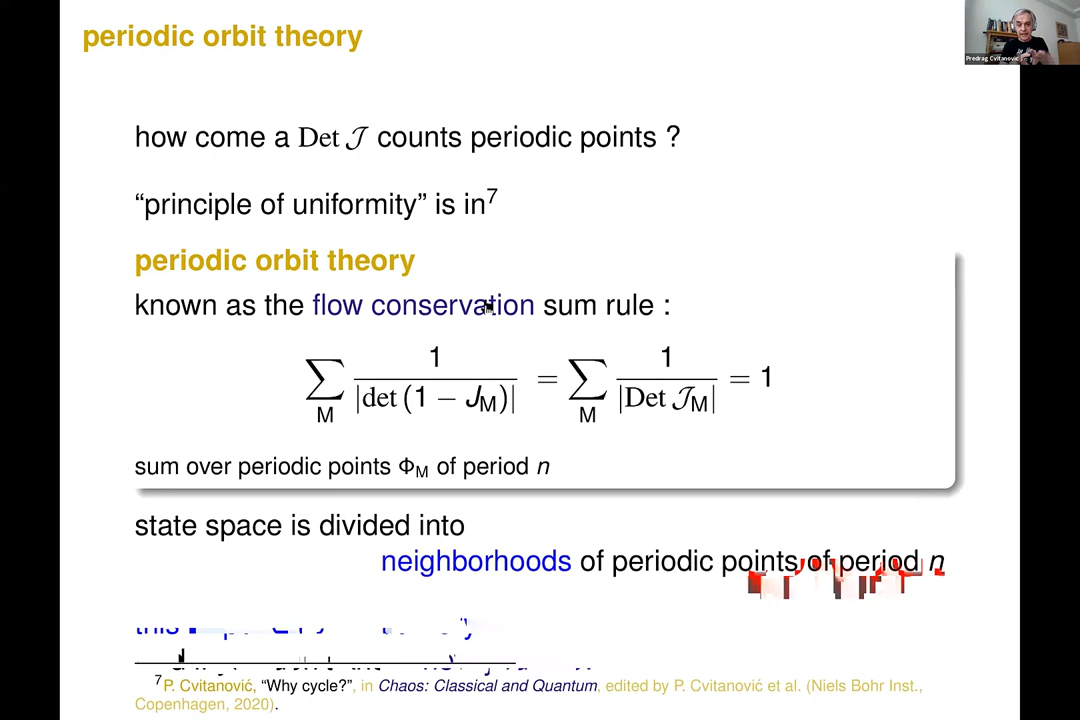 periodic orbit theory
Predrag Cvitanović
how come a Det 𝒥 counts periodic points ?
“principle of uniformity” is in⁷
periodic orbit theory
known as the flow conservation sum rule :
∑_M 1/|det (1 − J_M)| = ∑_M 1/|Det 𝒥_M| = 1
sum over periodic points Φ_M of period n
state space is divided into
neighborhoods of periodic points of period n
this
⁷P. Cvitanović, “Why cycle?”, in Chaos: Classical and Quantum, edited by P. Cvitanović et al. (Niels Bohr Inst.,
Copenhagen, 2020).